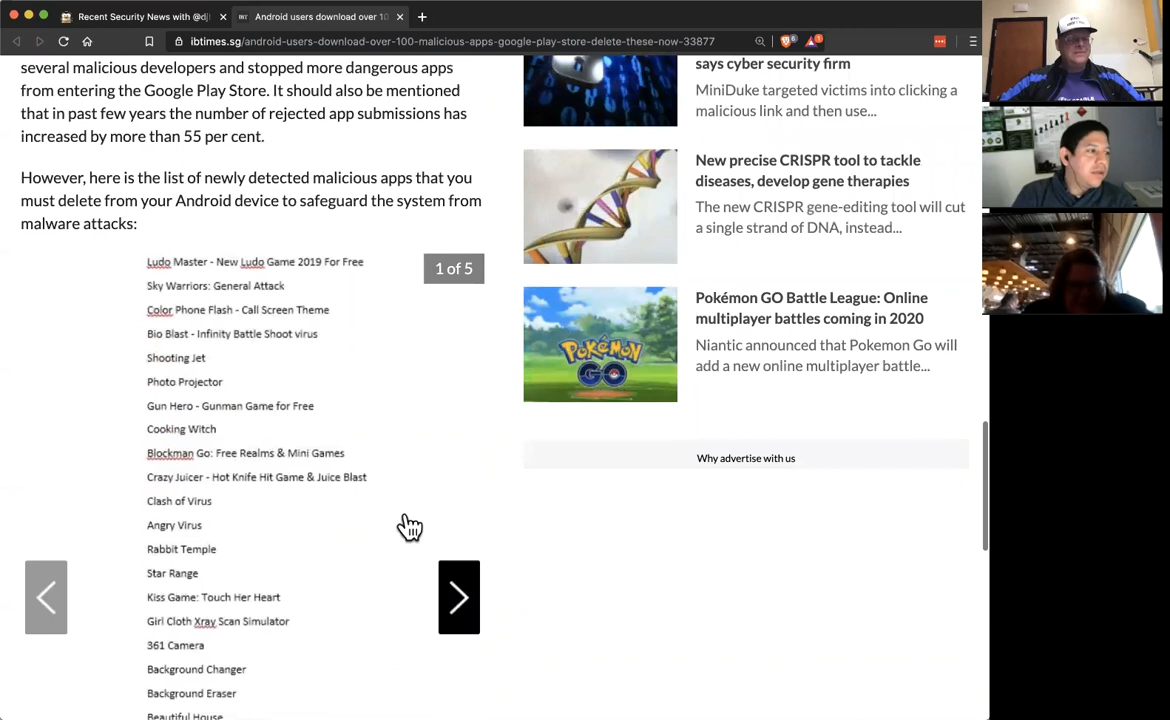 Recent Security News with @dj
Android users download over 10
ibtimes.sg/android-users-download-over-100-malicious-apps-google-play-store-delete-these-now-33877
several malicious developers and stopped more dangerous apps
from entering the Google Play Store. It should also be mentioned
that in past few years the number of rejected app submissions has
increased by more than 55 per cent.
However, here is the list of newly detected malicious apps that you
must delete from your Android device to safeguard the system from
malware attacks:
1 of 5
Ludo Master - New Ludo Game 2019 For Free
Sky Warriors: General Attack
Color Phone Flash - Call Screen Theme
Bio Blast - Infinity Battle Shoot virus
Shooting Jet
Photo Projector
Gun Hero - Gunman Game for Free
Cooking Witch
Blockman Go: Free Realms & Mini Games
Crazy Juicer - Hot Knife Hit Game & Juice Blast
Clash of Virus
Angry Virus
Rabbit Temple
Star Range
Kiss Game: Touch Her Heart
Girl Cloth Xray Scan Simulator
361 Camera
Background Changer
Background Eraser
Beautiful House
says cyber security firm
MiniDuke targeted victims into clicking a
malicious link and then use...
New precise CRISPR tool to tackle
diseases, develop gene therapies
The new CRISPR gene-editing tool will cut
a single strand of DNA, instead...
POKÉMON
GO
Pokémon GO Battle League: Online
multiplayer battles coming in 2020
Niantic announced that Pokemon Go will
add a new online multiplayer battle...
Why advertise with us